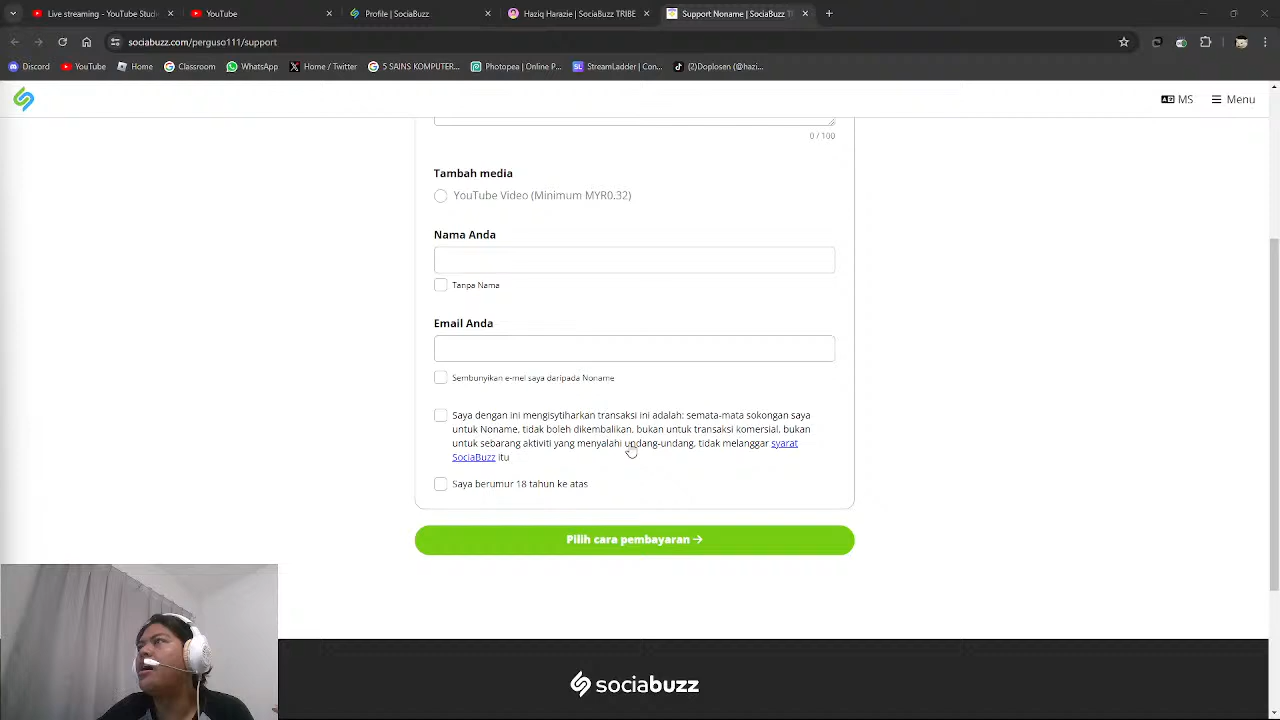 Live streaming - YouTube Studi
YouTube
Profile | SociaBuzz
Haziq Harazie | SociaBuzz TRIBE
Support Noname | SociaBuzz T
sociabuzz.com/perguso111/support
Discord
YouTube
Home
Classroom
WhatsApp
Home / Twitter
5 SAINS KOMPUTER...
Photopea | Online P...
StreamLadder | Con...
(2) Deplosen (@hazi...
MS
Menu
0 / 100
Tambah media
YouTube Video (Minimum MYR0.32)
Nama Anda
Tanpa Nama
Email Anda
Sembunyikan e-mel saya daripada Noname
Saya dengan ini mengisytiharkan transaksi ini adalah: semata-mata sokongan saya
untuk Noname, tidak boleh dikembalikan, bukan untuk transaksi komersial, bukan
untuk sebarang aktiviti yang menyalahi undang-undang, tidak melanggar syarat
SociaBuzz itu
Saya berumur 18 tahun ke atas
Pilih cara pembayaran →
sociabuzz